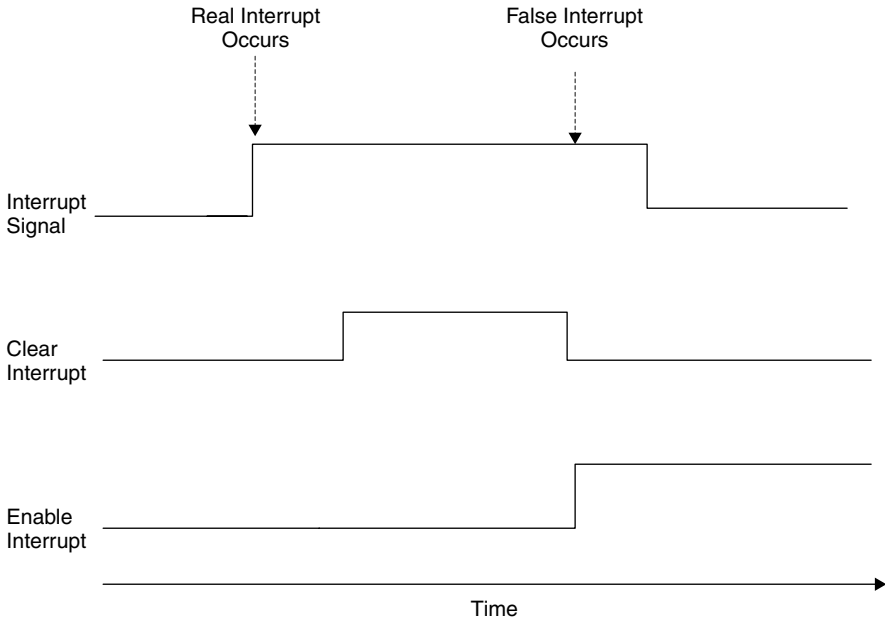 Real Interrupt
Occurs
False Interrupt
Occurs
Interrupt
Signal
Clear
Interrupt
Enable
Interrupt
Time